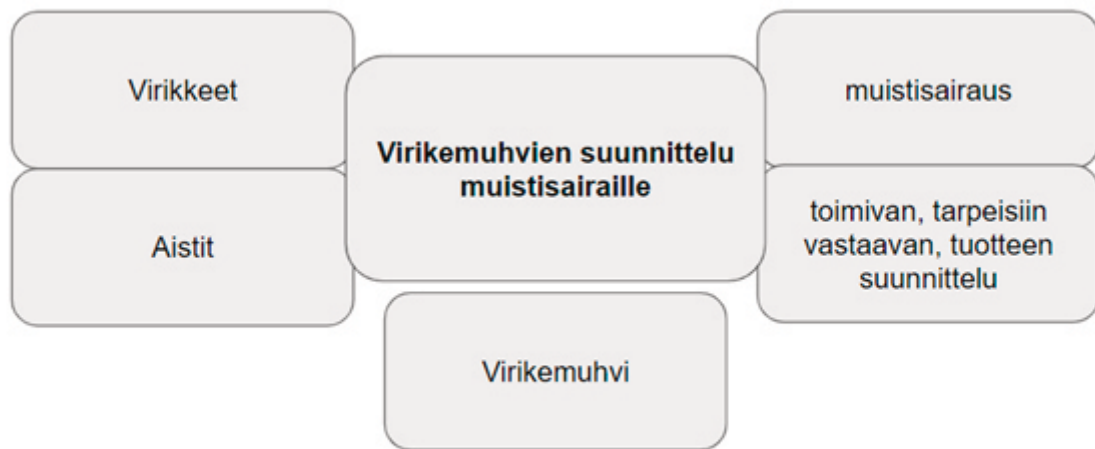 Virikkeet
Aistit
Virikemuhvien suunnittelu
muistisairaille
Virikemuhvi
muistisairaus
toimivan, tarpeisiin
vastaavan, tuotteen
suunnittelu